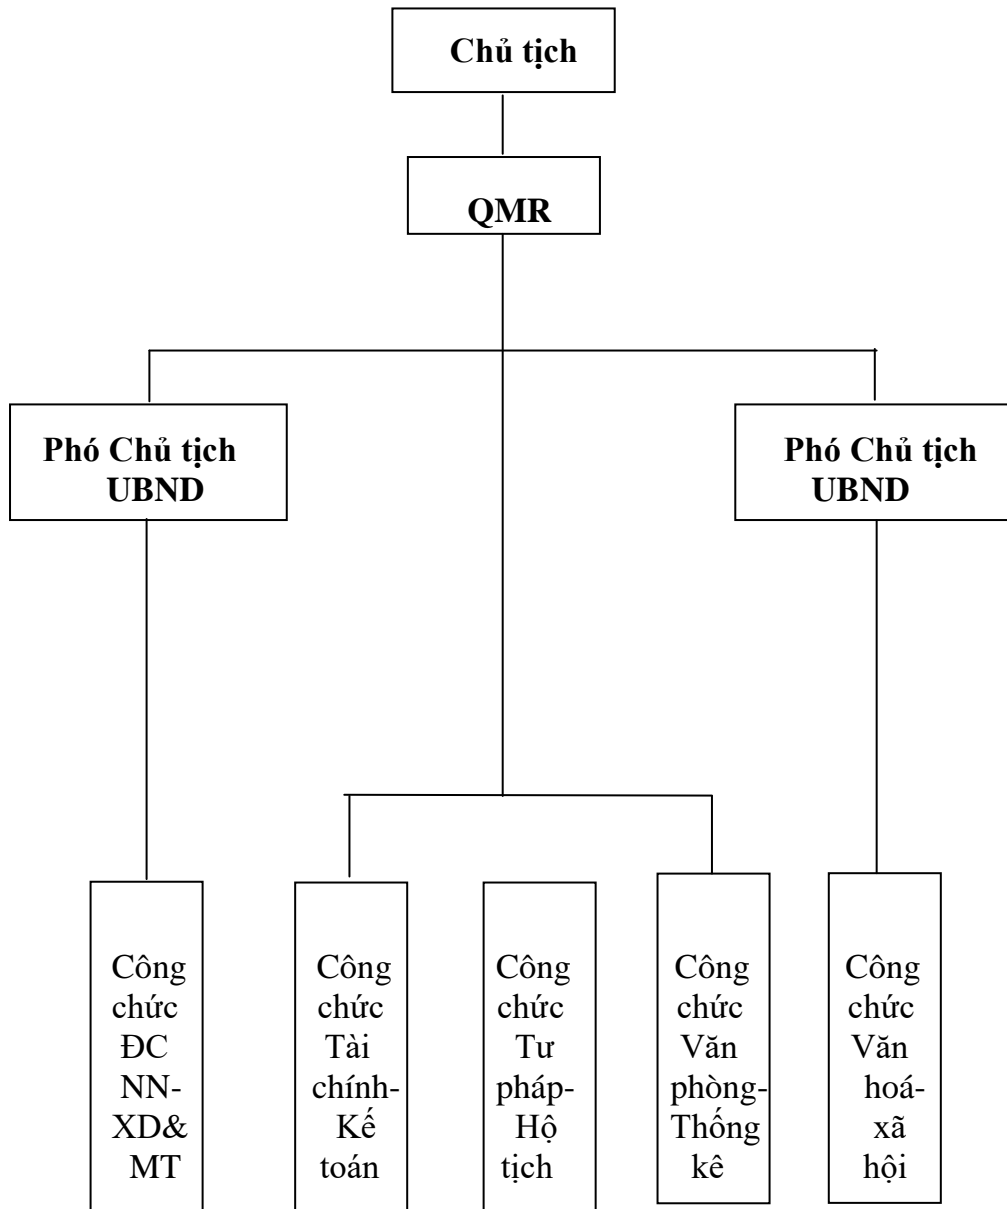 Chủ tịch
QMR
Phó Chủ tịch
UBND
Phó Chủ tịch
UBND
Công
chức
ĐC
NN-
XD&
MT
Công
chức
Tài
chính-
Kế
toán
Công
chức
Tư
pháp-
Hộ
tịch
Công
chức
Văn
phòng-
Thống
kê
Công
chức
Văn
hoá-
xã
hội